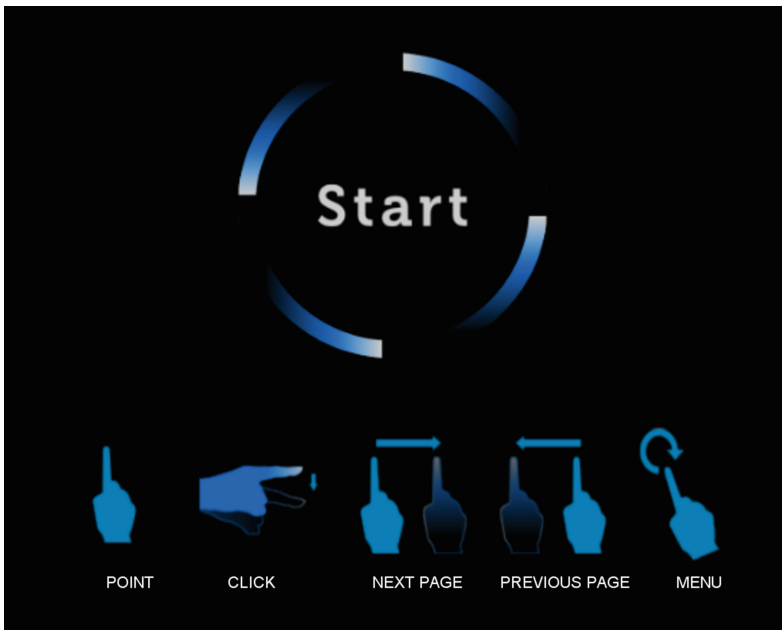 Start
POINT
CLICK
NEXT PAGE
PREVIOUS PAGE
MENU